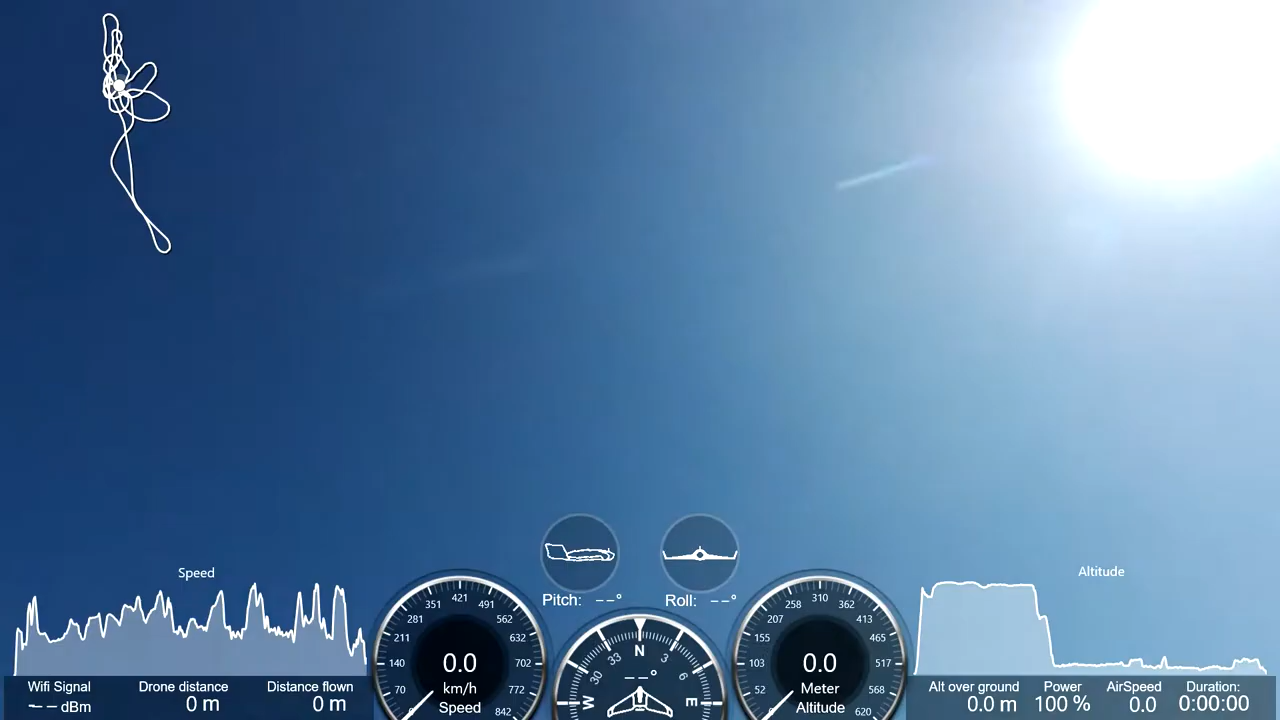 Speed
Altitude
Pitch: --°
Roll: --°
0 70 140 211 281 351 421 491 562 632 702 772 842
0.0
km/h
Speed
N 3 6 E
W 30 33
---°
0 52 103 155 207 258 310 362 413 465 517 568 620
0.0
Meter
Altitude
Wifi Signal
--- dBm
Drone distance
0 m
Distance flown
0 m
Alt over ground
0.0 m
Power
100 %
AirSpeed
0.0
Duration:
0:00:00